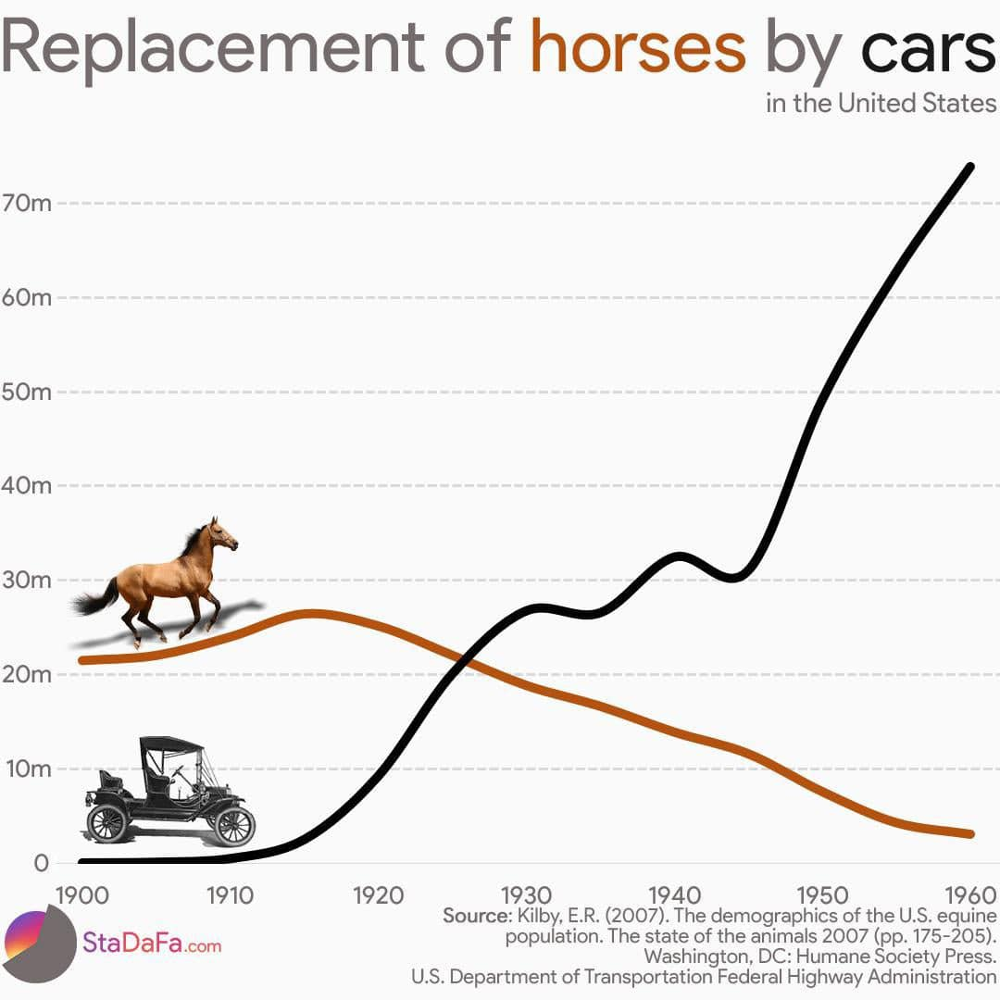 Replacement of horses by cars
in the United States
70m
60m
50m
40m
30m
20m
10m
0
1900 1910 1920 1930 1940 1950 1960
Source: Kilby, E.R. (2007). The demographics of the U.S. equine
population. The state of the animals 2007 (pp. 175-205).
Washington, DC: Humane Society Press.
U.S. Department of Transportation Federal Highway Administration
StaDaFa.com